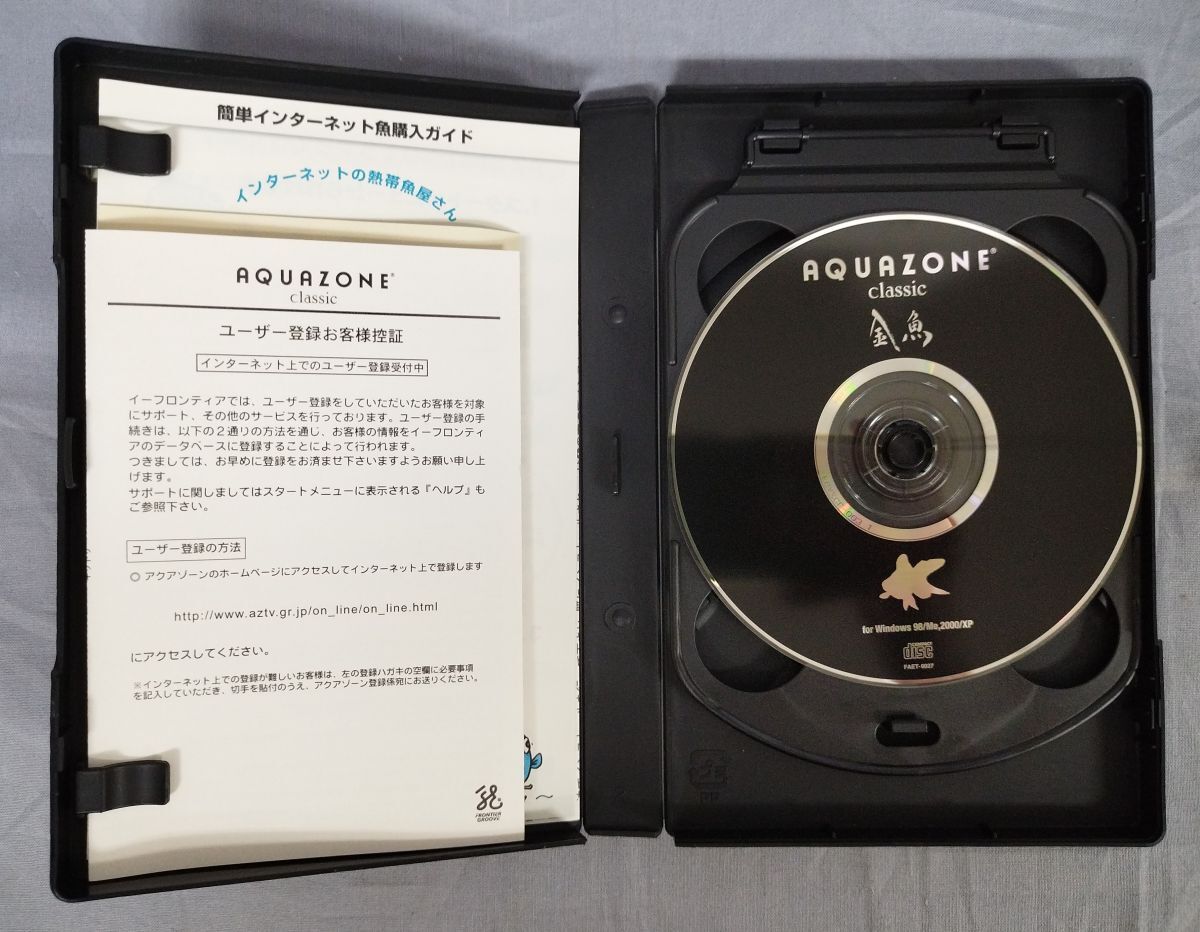 簡単インターネット魚購入ガイド
インターネットの熱帯魚屋さん
AQUAZONE®
classic
ユーザー登録お客様控証
インターネット上でのユーザー登録受付中
イーフロンティアでは、ユーザー登録をしていただいたお客様を対象
にサポート、その他のサービスを行っております。ユーザー登録の手
続きは、以下の２通りの方法を通じ、お客様の情報をイーフロンティ
アのデータベースに登録することによって行われます。
つきましては、お早めに登録をお済ませ下さいますようお願い申し上
げます。
サポートに関しましてはスタートメニューに表示される『ヘルプ』も
ご参照下さい。
ユーザー登録の方法
○ アクアゾーンのホームページにアクセスしてインターネット上で登録します
http://www.aztv.gr.jp/on_line/on_line.html
にアクセスしてください。
※インターネット上での登録が難しいお客様は、左の登録ハガキの空欄に必要事項
を記入していただき、切手を貼付のうえ、アクアゾーン登録係宛にお送りください。
FRONTIER
GROOVE
AQUAZONE®
classic
金魚
for Windows 98/Me,2000/XP
COMPACT
disc
FAET-0027
PP